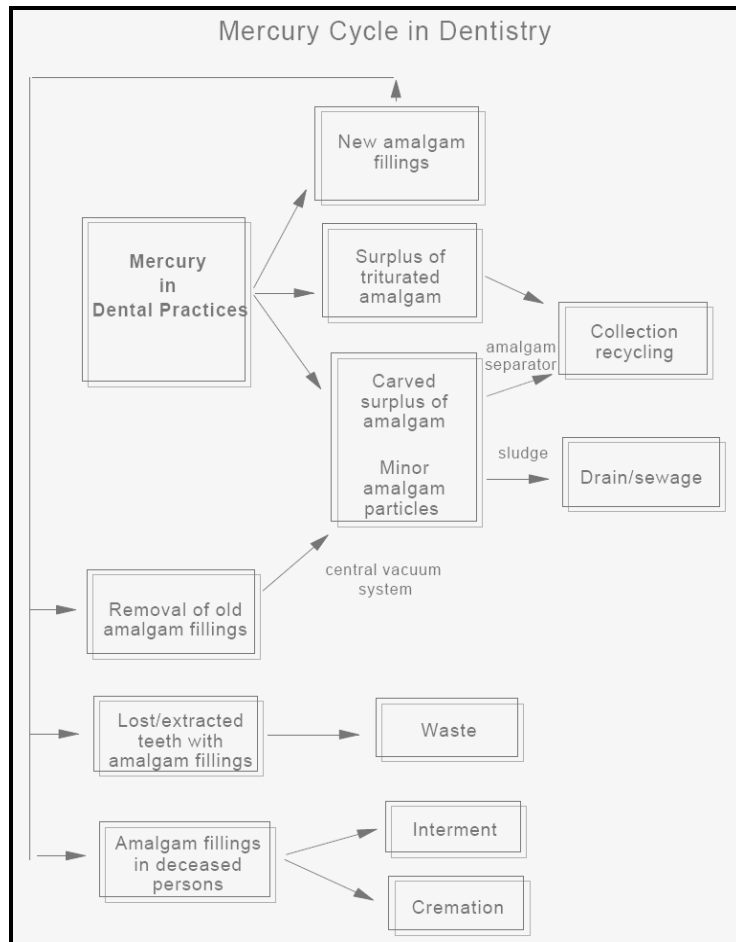 Mercury Cycle in Dentistry
New amalgam
fillings
Mercury
in
Dental Practices
Surplus of
triturated
amalgam
Collection
recycling
amalgam
separator
Carved
surplus of
amalgam
Minor
amalgam
particles
sludge
Drain/sewage
central vacuum
system
Removal of old
amalgam fillings
Lost/extracted
teeth with
amalgam fillings
Waste
Amalgam fillings
in deceased
persons
Interment
Cremation